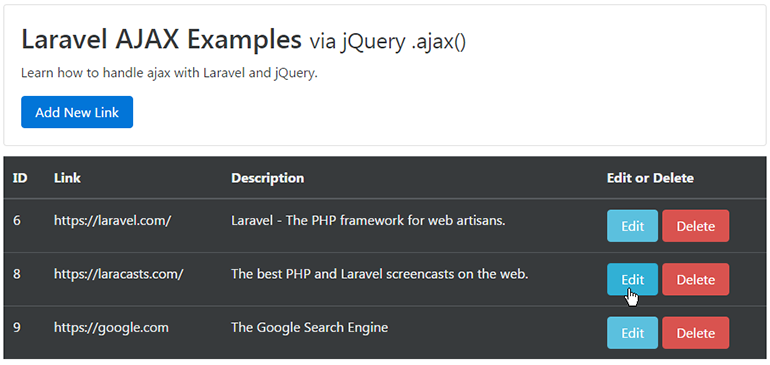 Laravel AJAX Examples via jQuery .ajax()
Learn how to handle ajax with Laravel and jQuery.
Add New Link
ID Link Description Edit or Delete
6 https://laravel.com/ Laravel - The PHP framework for web artisans. Edit Delete
8 https://laracasts.com/ The best PHP and Laravel screencasts on the web. Edit Delete
9 https://google.com The Google Search Engine Edit Delete